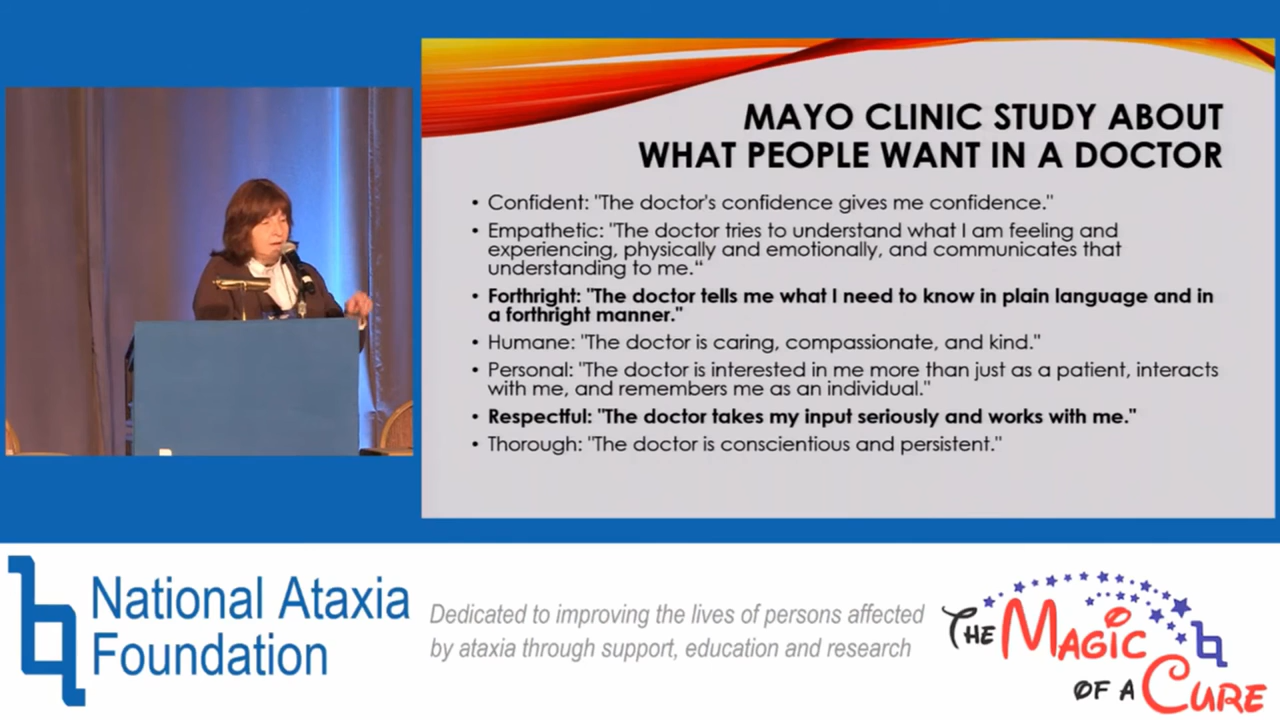 MAYO CLINIC STUDY ABOUT
WHAT PEOPLE WANT IN A DOCTOR
• Confident: "The doctor's confidence gives me confidence."
• Empathetic: "The doctor tries to understand what I am feeling and
experiencing, physically and emotionally, and communicates that
understanding to me.“
• Forthright: "The doctor tells me what I need to know in plain language and in
a forthright manner."
• Humane: "The doctor is caring, compassionate, and kind."
• Personal: "The doctor is interested in me more than just as a patient, interacts
with me, and remembers me as an individual."
• Respectful: "The doctor takes my input seriously and works with me."
• Thorough: "The doctor is conscientious and persistent."
National Ataxia
Foundation
Dedicated to improving the lives of persons affected
by ataxia through support, education and research
THE MAGIC
OF A CURE